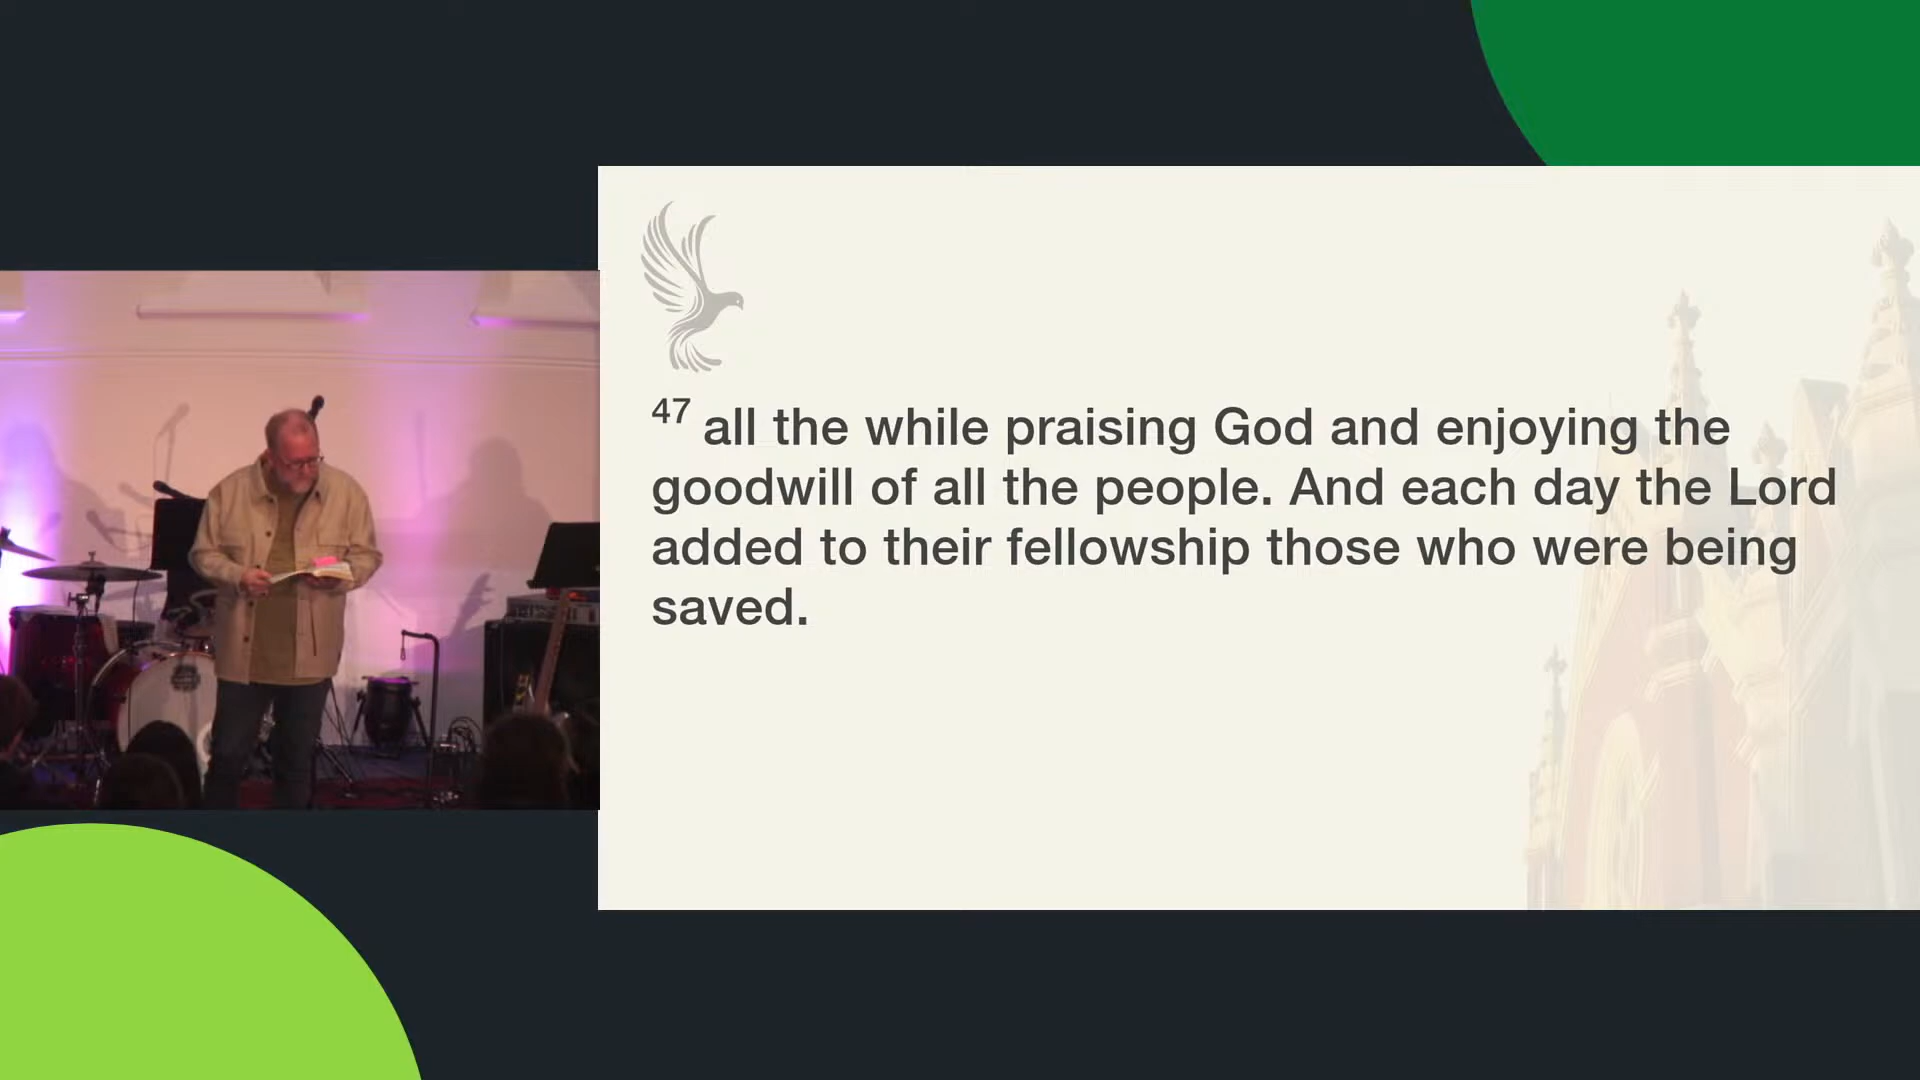 47 all the while praising God and enjoying the
goodwill of all the people. And each day the Lord
added to their fellowship those who were being
saved.